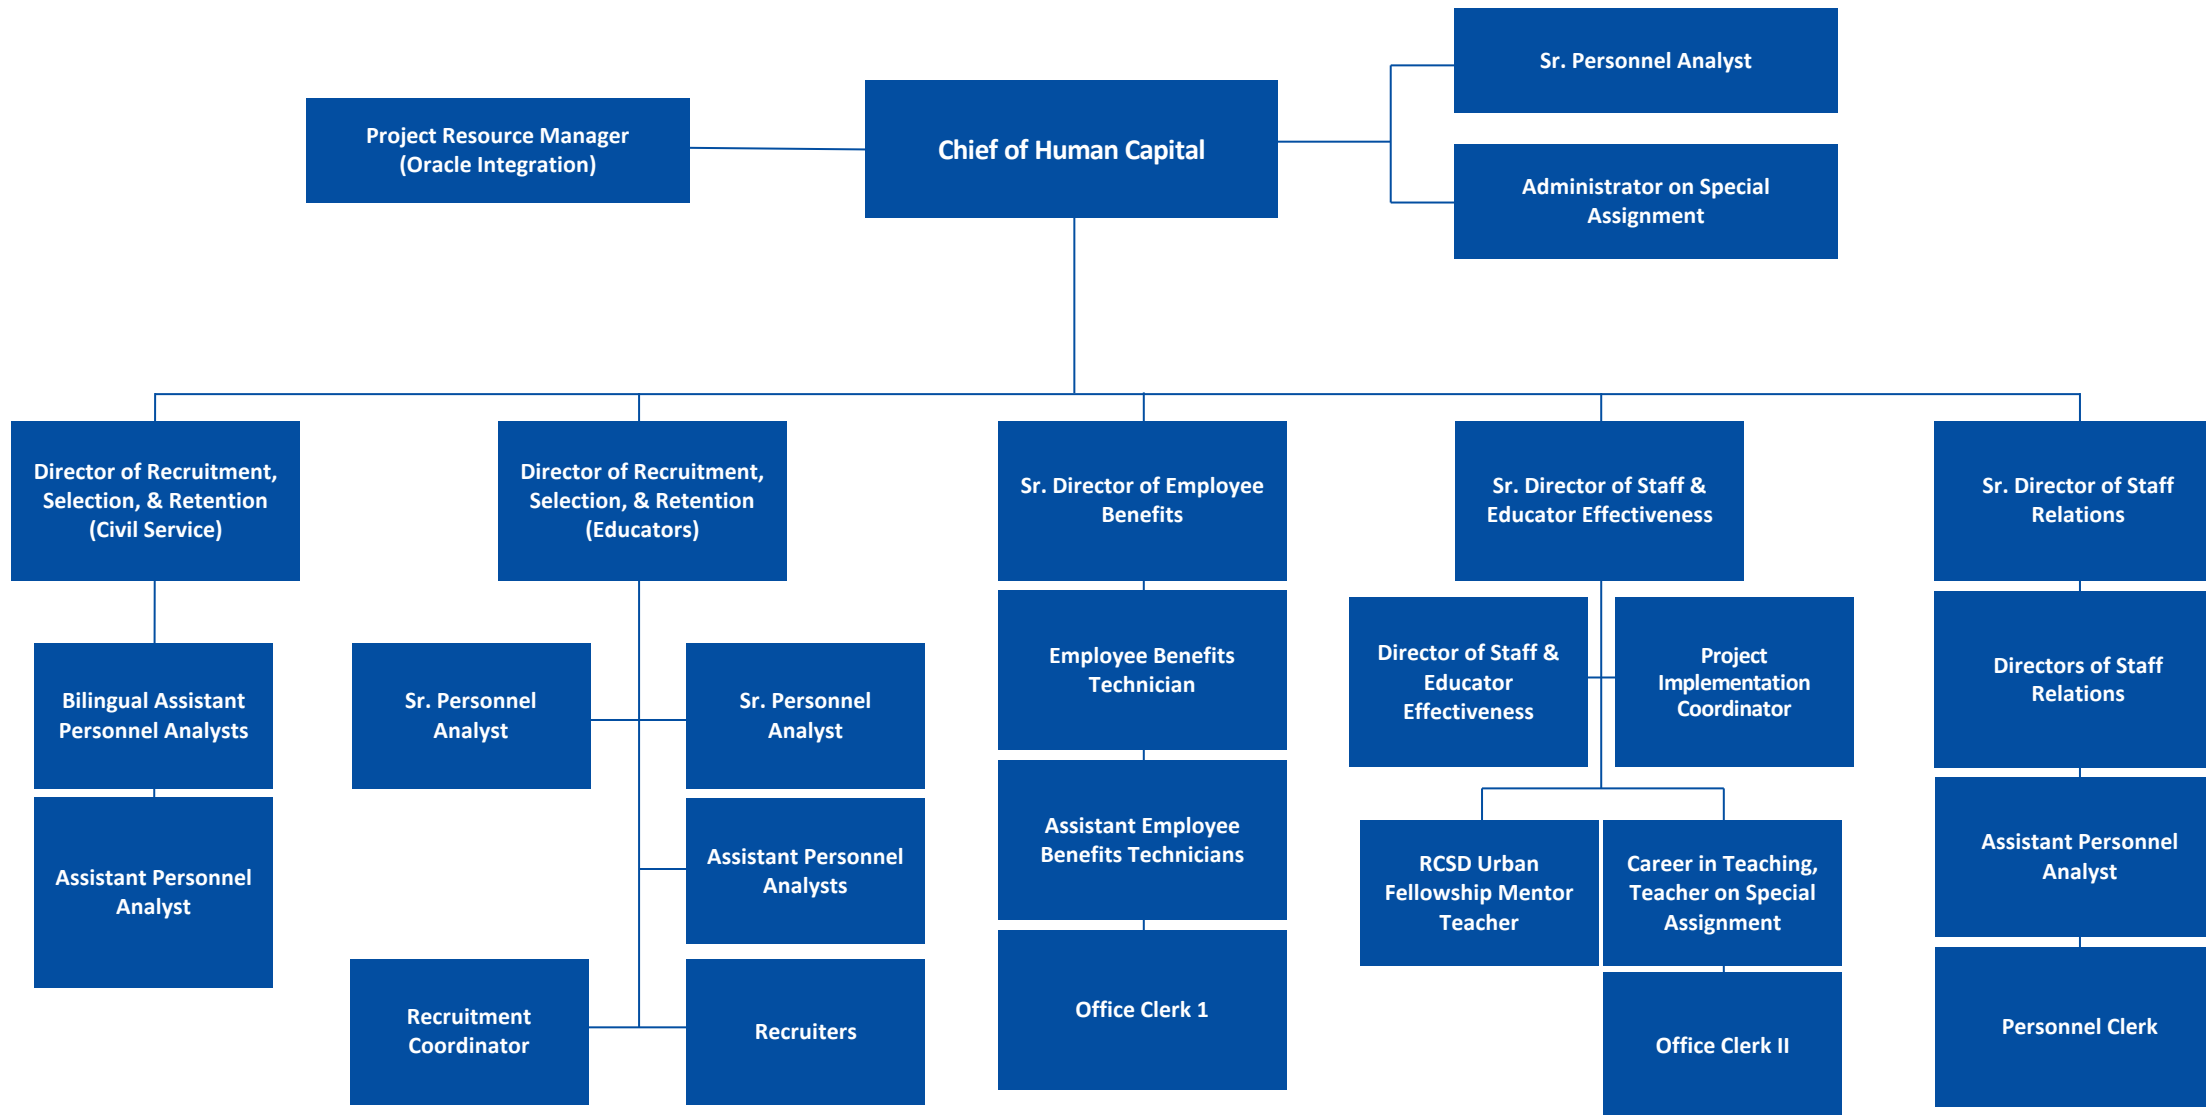 Sr. Personnel Analyst
Project Resource Manager
(Oracle Integration)
Chief of Human Capital
Administrator on Special
Assignment
Director of Recruitment,
Selection, & Retention
(Civil Service)
Director of Recruitment,
Selection, & Retention
(Educators)
Sr. Director of Employee
Benefits
Sr. Director of Staff &
Educator Effectiveness
Sr. Director of Staff
Relations
Bilingual Assistant
Personnel Analysts
Assistant Personnel
Analyst
Sr. Personnel
Analyst
Sr. Personnel
Analyst
Assistant Personnel
Analysts
Recruitment
Coordinator
Recruiters
Employee Benefits
Technician
Assistant Employee
Benefits Technicians
Office Clerk 1
Director of Staff &
Educator
Effectiveness
Project
Implementation
Coordinator
RCSD Urban
Fellowship Mentor
Teacher
Career in Teaching,
Teacher on Special
Assignment
Office Clerk II
Directors of Staff
Relations
Assistant Personnel
Analyst
Personnel Clerk